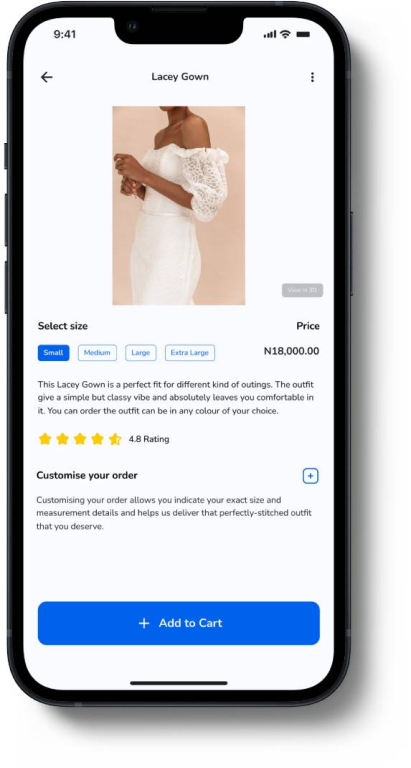 9:41
Lacey Gown
View in 3D
Select size
Price
Small
Medium
Large
Extra Large
N18,000.00
This Lacey Gown is a perfect fit for different kind of outings. The outfit
give a simple but classy vibe and absolutely leaves you comfortable in
it. You can order the outfit can be in any colour of your choice.
4.8 Rating
Customise your order
Customising your order allows you indicate your exact size and
measurement details and helps us deliver that perfectly-stitched outfit
that you deserve.
+ Add to Cart